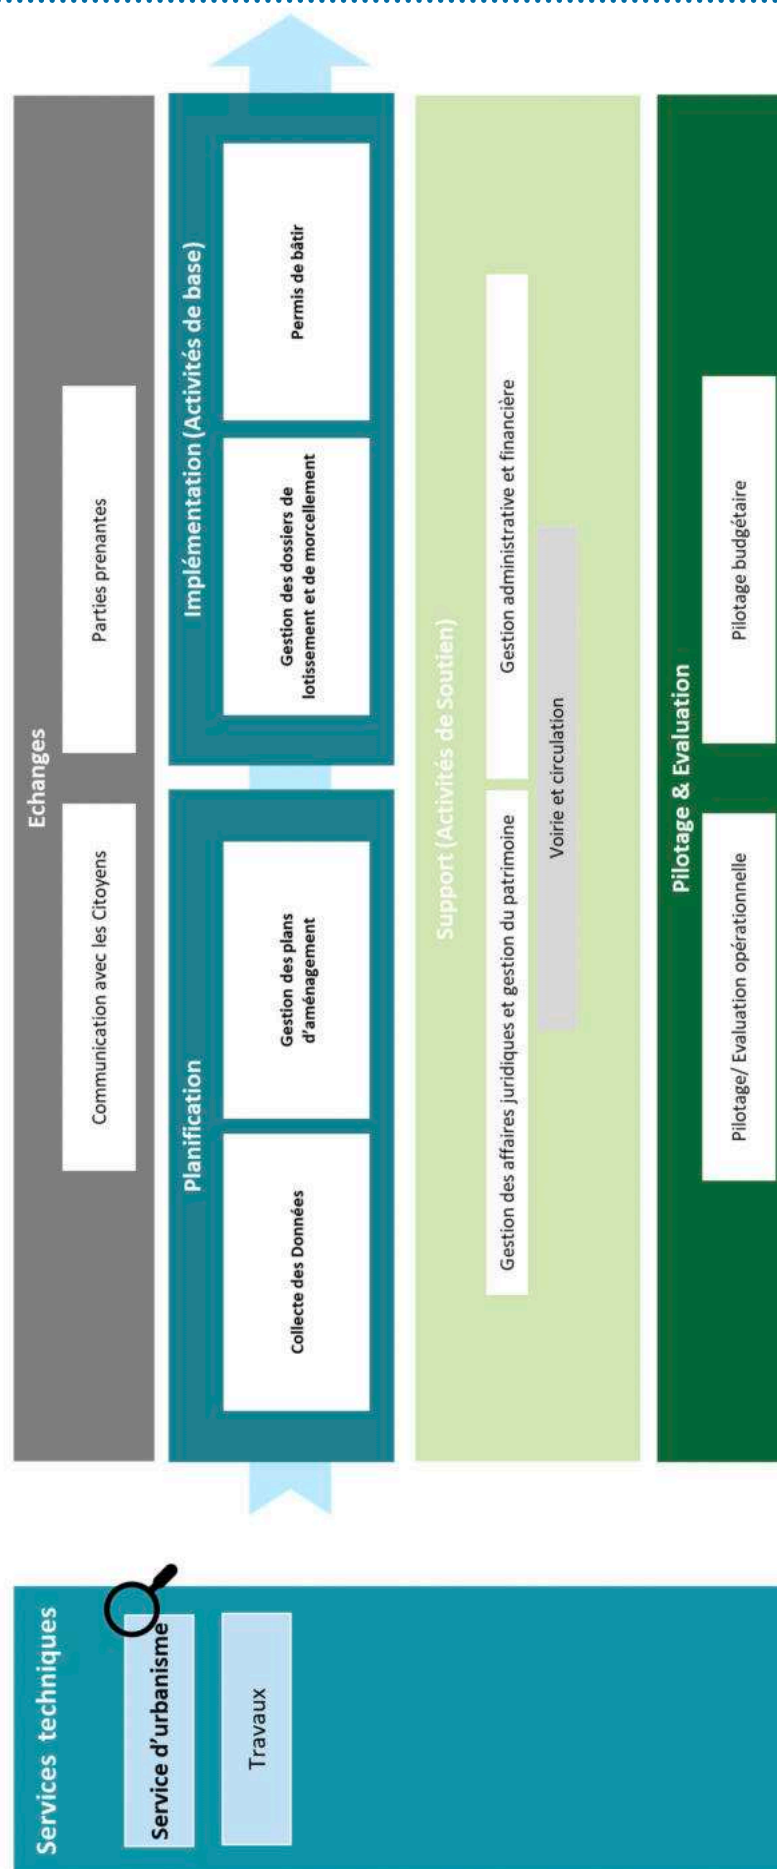 Services techniques
Service d'urbanisme
Travaux
Echanges
Communication avec les Citoyens
Parties prenantes
Planification
Collecte des Données
Gestion des plans
d'aménagement
Implémentation (Activités de base)
Gestion des dossiers de
lotissement et de morcellement
Permis de bâtir
Support (Activités de Soutien)
Gestion des affaires juridiques et gestion du patrimoine
Gestion administrative et financière
Voirie et circulation
Pilotage & Evaluation
Pilotage/ Evaluation opérationnelle
Pilotage budgétaire